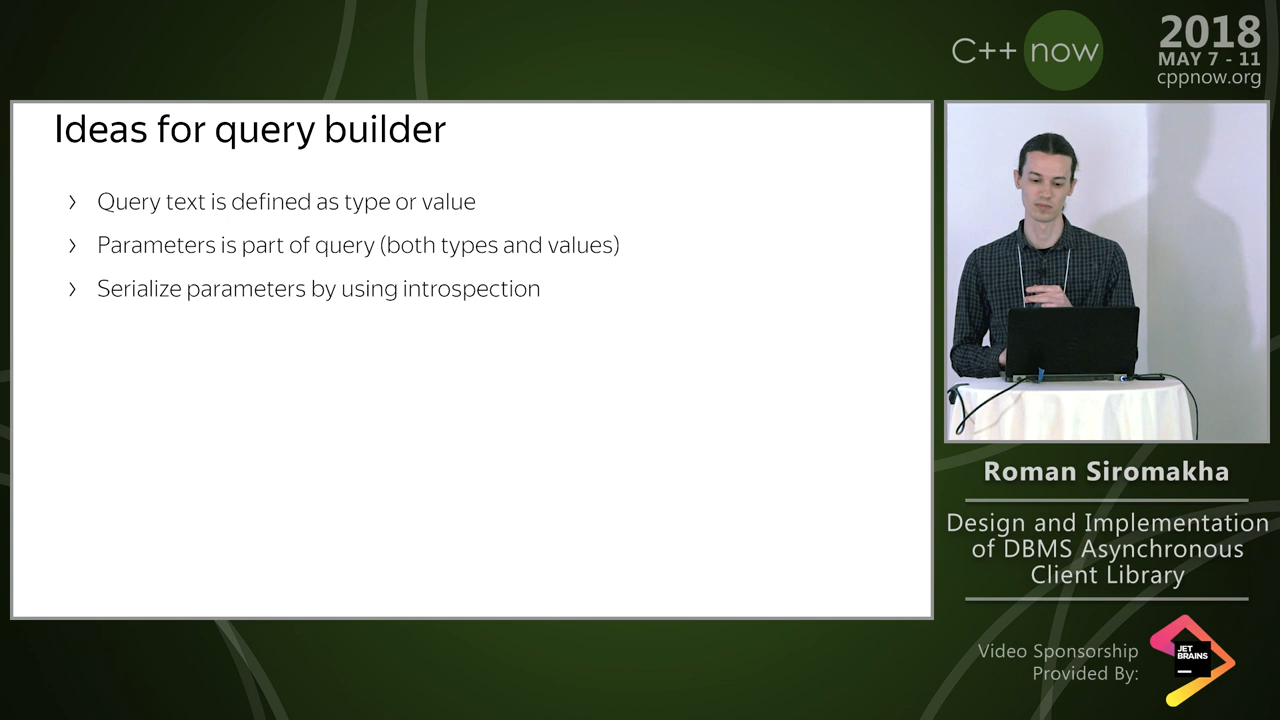 C++ now
2018
MAY 7 - 11
cppnow.org
Ideas for query builder
› Query text is defined as type or value
› Parameters is part of query (both types and values)
› Serialize parameters by using introspection
Roman Siromakha
Design and Implementation
of DBMS Asynchronous
Client Library
Video Sponsorship
Provided By:
JET
BRAINS